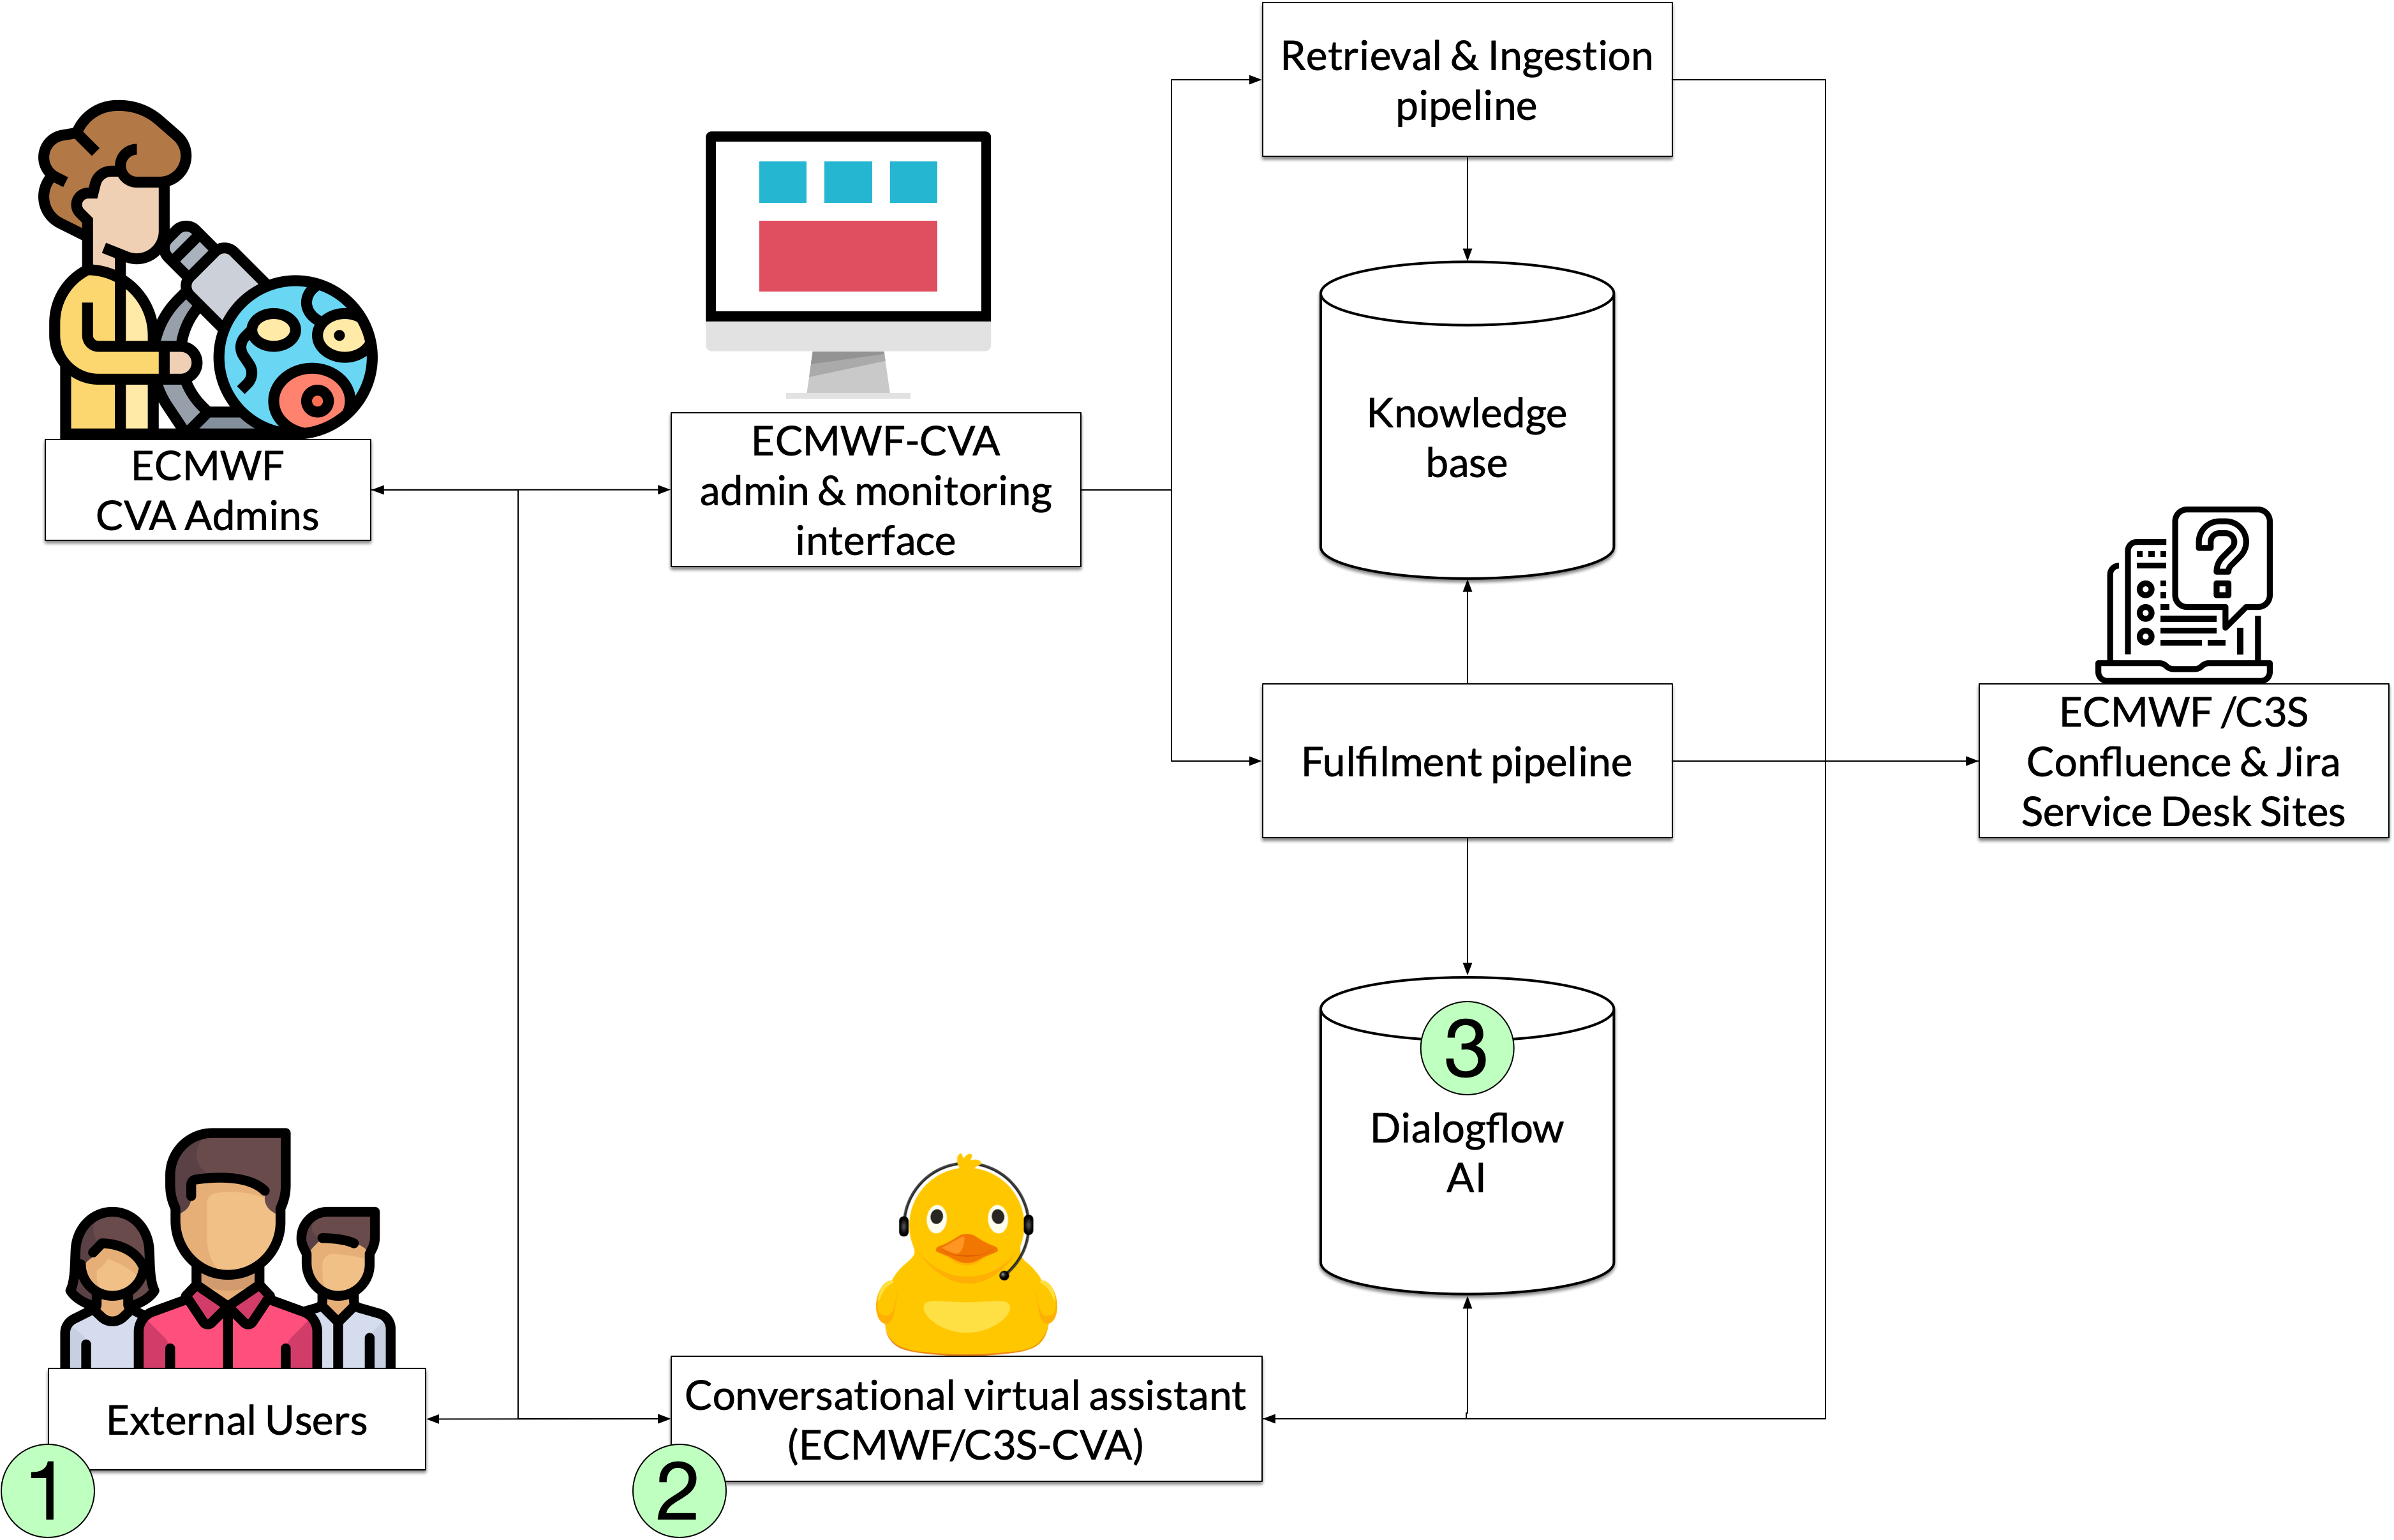 Retrieval & Ingestion
pipeline
ECMWF
CVA Admins
ECMWF-CVA
admin & monitoring
interface
Knowledge
base
Fulfilment pipeline
ECMWF /C3S
Confluence & Jira
Service Desk Sites
3
Dialogflow
AI
External Users
1
Conversational virtual assistant
(ECMWF/C3S-CVA)
2
?